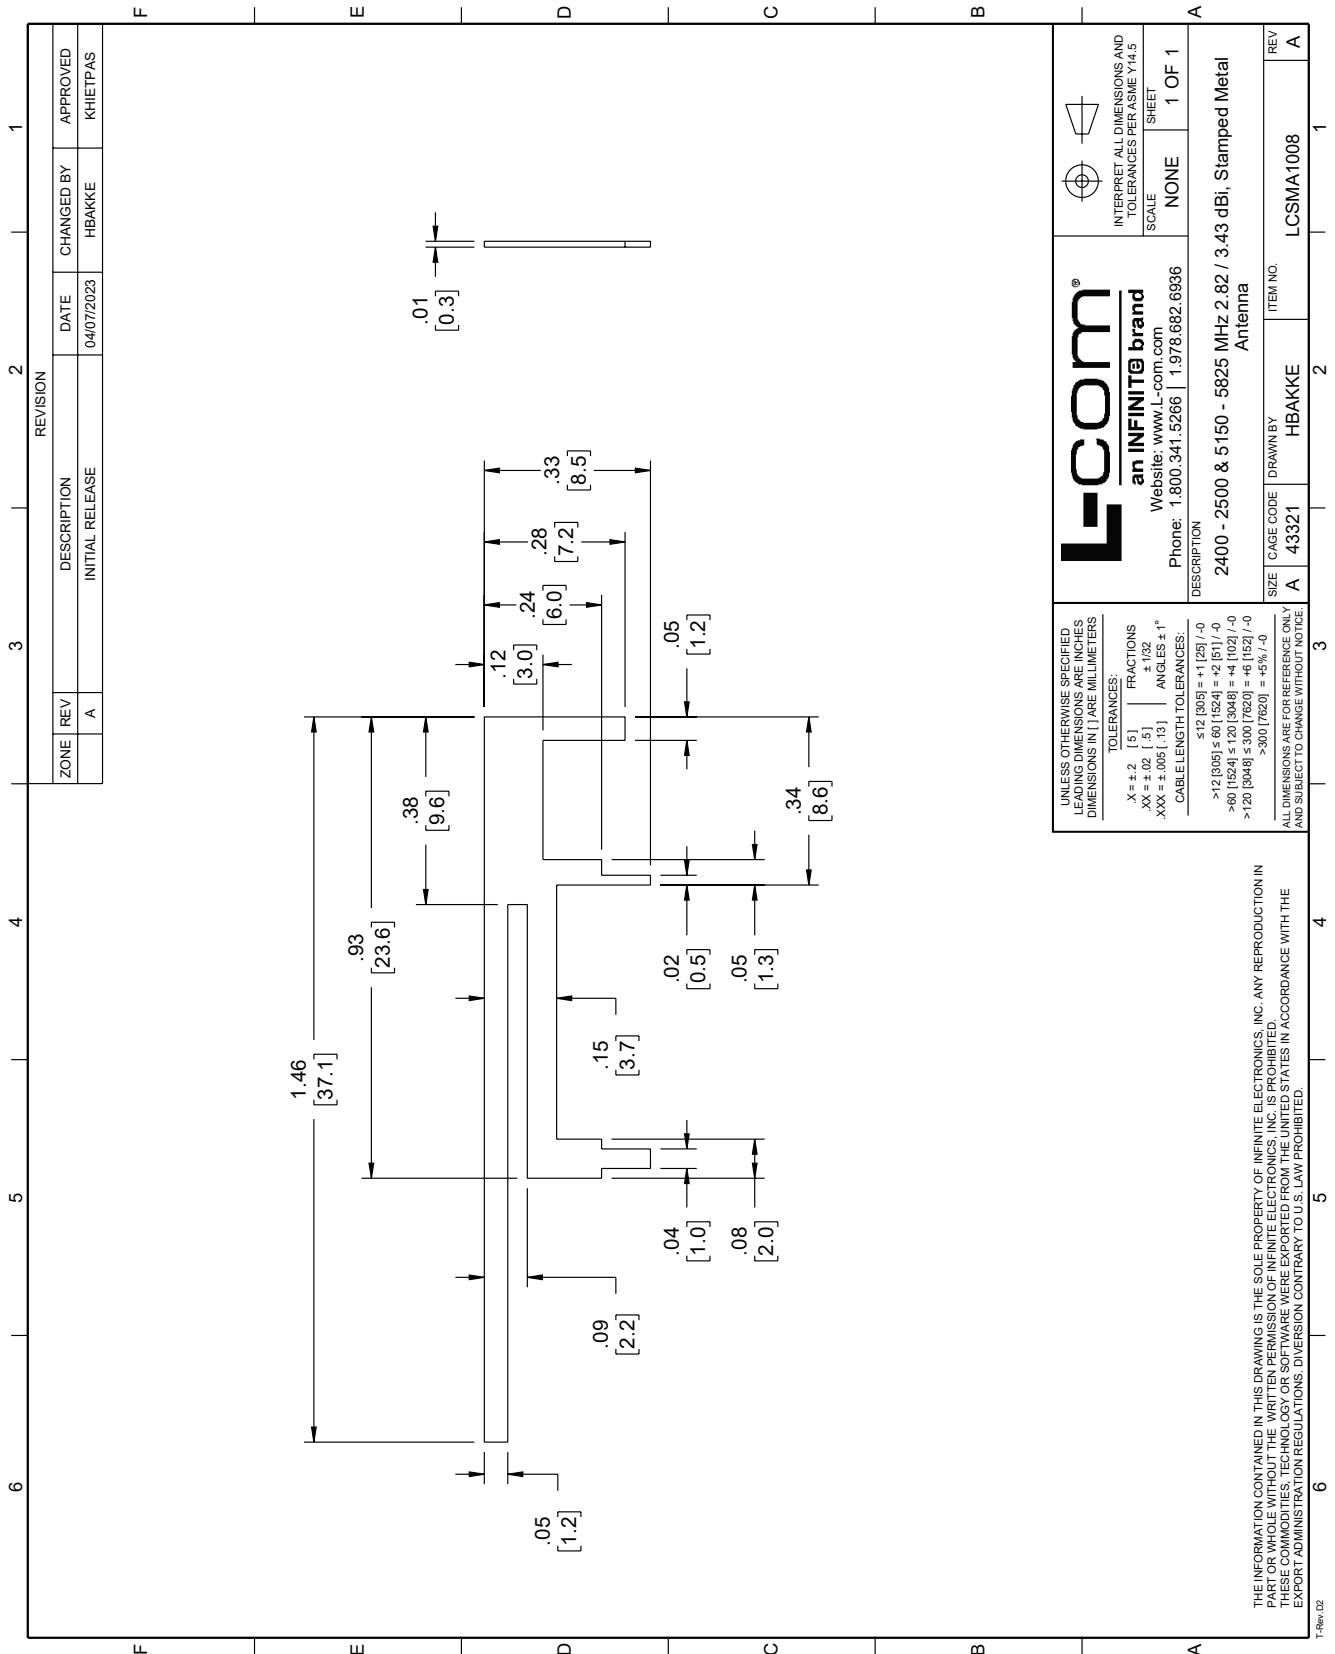 6
5
4
3
2
1
F
E
D
C
B
A
REVISION
ZONE
REV
DESCRIPTION
DATE
CHANGED BY
APPROVED
A
INITIAL RELEASE
04/07/2023
HBAKKE
KHIETPAS
1.46
[37.1]
.93
[23.6]
.38
[9.6]
.01
[0.3]
.05
[1.2]
.09
[2.2]
.15
[3.7]
.12
[3.0]
.24
[6.0]
.28
[7.2]
.33
[8.5]
.04
[1.0]
.08
[2.0]
.02
[0.5]
.05
[1.3]
.05
[1.2]
.34
[8.6]
UNLESS OTHERWISE SPECIFIED
LEADING DIMENSIONS ARE INCHES
DIMENSIONS IN [ ] ARE MILLIMETERS
TOLERANCES:
.X = ±.2 [5] FRACTIONS
.XX = ±.02 [.5] ± 1/32
.XXX = ±.005 [.13] ANGLES ± 1°
CABLE LENGTH TOLERANCES:
≤12 [305] = +1 [25] / -0
>12 [305] ≤ 60 [1524] = +2 [51] / -0
>60 [1524] ≤ 120 [3048] = +4 [102] / -0
>120 [3048] ≤ 300 [7620] = +6 [152] / -0
>300 [7620] = +5% / -0
ALL DIMENSIONS ARE FOR REFERENCE ONLY
AND SUBJECT TO CHANGE WITHOUT NOTICE.
L-com®
an INFINIT@ brand
Website: www.L-com.com
Phone: 1.800.341.5266 | 1.978.682.6936
INTERPRET ALL DIMENSIONS AND
TOLERANCES PER ASME Y14.5
SCALE
NONE
SHEET
1 OF 1
DESCRIPTION
2400 - 2500 & 5150 - 5825 MHz 2.82 / 3.43 dBi, Stamped Metal
Antenna
SIZE
A
CAGE CODE
43321
DRAWN BY
HBAKKE
ITEM NO.
LCSMA1008
REV
A
THE INFORMATION CONTAINED IN THIS DRAWING IS THE SOLE PROPERTY OF INFINITE ELECTRONICS, INC. ANY REPRODUCTION IN
PART OR WHOLE WITHOUT THE WRITTEN PERMISSION OF INFINITE ELECTRONICS, INC. IS PROHIBITED.
THESE COMMODITIES, TECHNOLOGY OR SOFTWARE WERE EXPORTED FROM THE UNITED STATES IN ACCORDANCE WITH THE
EXPORT ADMINISTRATION REGULATIONS. DIVERSION CONTRARY TO U.S. LAW PROHIBITED.
F
E
D
C
B
A
6
5
4
3
2
1
T-Rev.D2